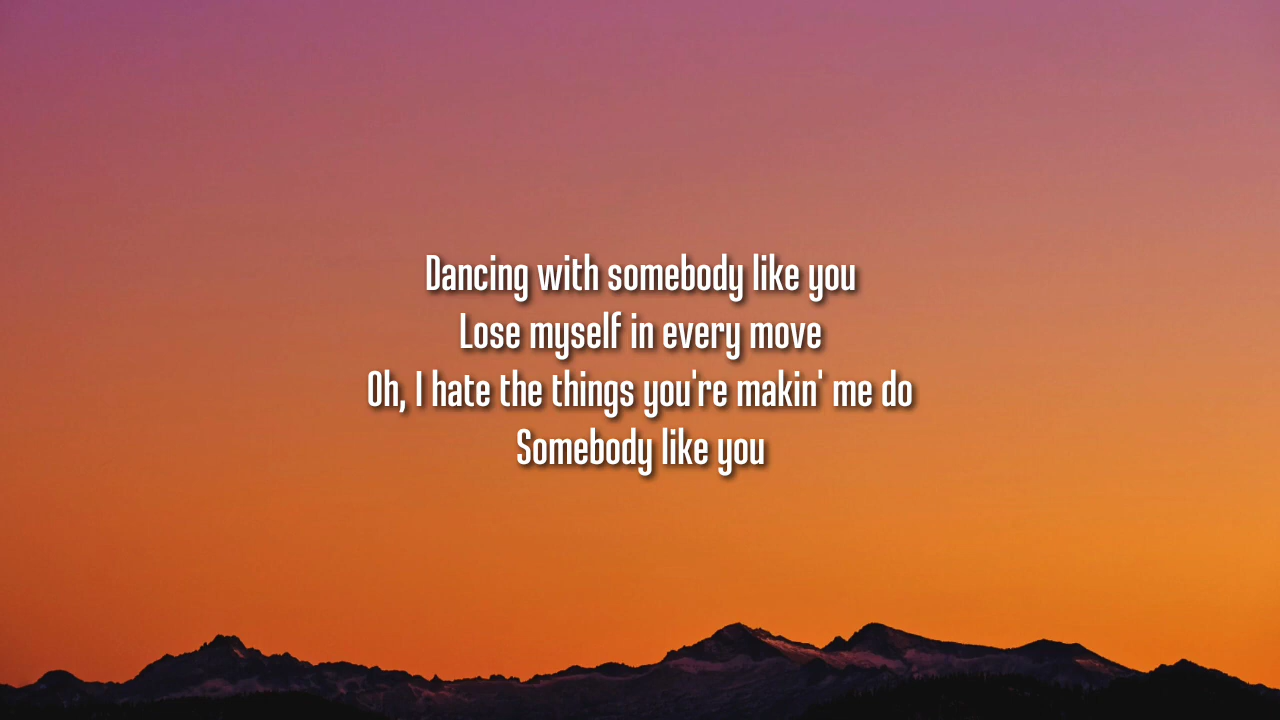 Dancing with somebody like you
Lose myself in every move
Oh, I hate the things you're makin' me do
Somebody like you